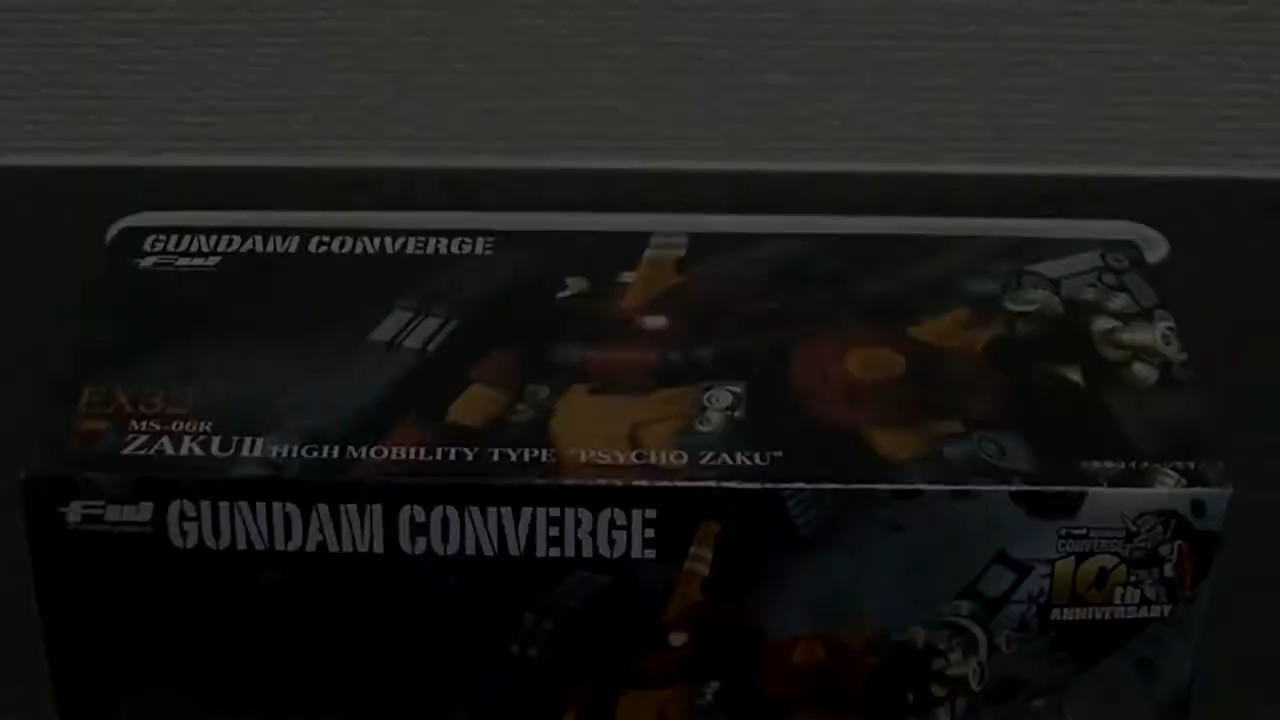 GUNDAM CONVERGE
FW
EX32
MS-06R
ZAKUII HIGH MOBILITY TYPE "PSYCHO ZAKU"
FW GUNDAM CONVERGE
CONVERGE
10th
ANNIVERSARY